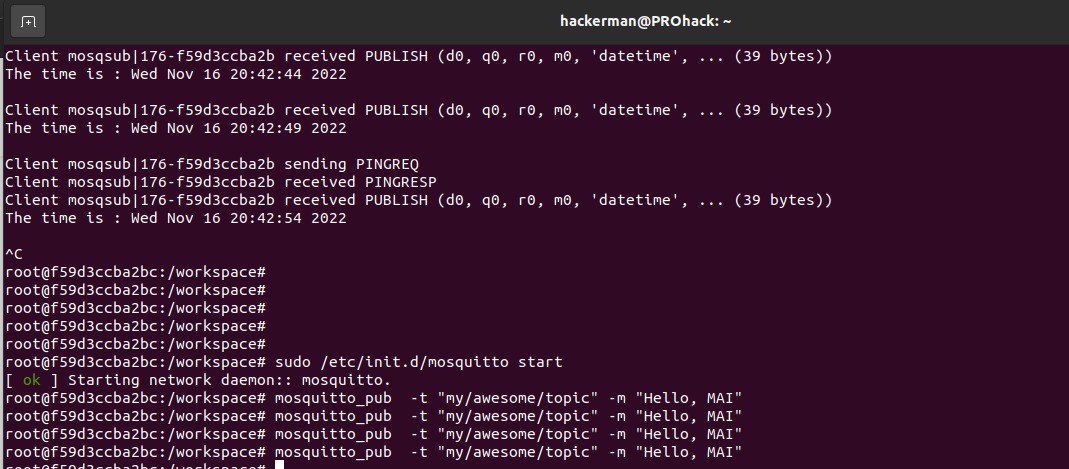 hackerman@PROhack: ~
Client mosqsub|176-f59d3ccba2b received PUBLISH (d0, q0, r0, m0, 'datetime', ... (39 bytes))
The time is : Wed Nov 16 20:42:44 2022
Client mosqsub|176-f59d3ccba2b received PUBLISH (d0, q0, r0, m0, 'datetime', ... (39 bytes))
The time is : Wed Nov 16 20:42:49 2022
Client mosqsub|176-f59d3ccba2b sending PINGREQ
Client mosqsub|176-f59d3ccba2b received PINGRESP
Client mosqsub|176-f59d3ccba2b received PUBLISH (d0, q0, r0, m0, 'datetime', ... (39 bytes))
The time is : Wed Nov 16 20:42:54 2022
^C
root@f59d3ccba2bc:/workspace#
root@f59d3ccba2bc:/workspace#
root@f59d3ccba2bc:/workspace#
root@f59d3ccba2bc:/workspace#
root@f59d3ccba2bc:/workspace#
root@f59d3ccba2bc:/workspace# sudo /etc/init.d/mosquitto start
[ ok ] Starting network daemon:: mosquitto.
root@f59d3ccba2bc:/workspace# mosquitto_pub  -t "my/awesome/topic" -m "Hello, MAI"
root@f59d3ccba2bc:/workspace# mosquitto_pub  -t "my/awesome/topic" -m "Hello, MAI"
root@f59d3ccba2bc:/workspace# mosquitto_pub  -t "my/awesome/topic" -m "Hello, MAI"
root@f59d3ccba2bc:/workspace# mosquitto_pub  -t "my/awesome/topic" -m "Hello, MAI"
root@f59d3ccba2bc:/workspace#